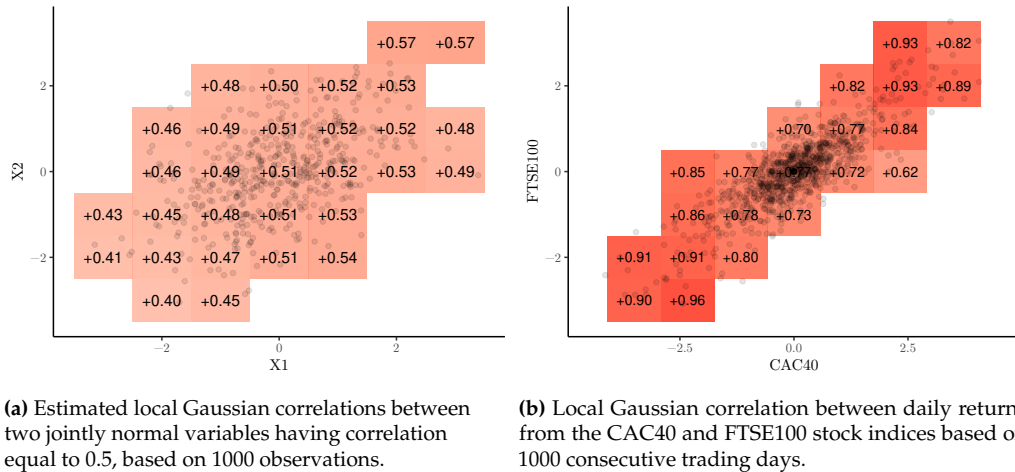 +0.57 +0.57
+0.48 +0.50 +0.52 +0.53
+0.46 +0.49 +0.51 +0.52 +0.52 +0.48
+0.46 +0.49 +0.51 +0.52 +0.53 +0.49
+0.43 +0.45 +0.48 +0.51 +0.53
+0.41 +0.43 +0.47 +0.51 +0.54
+0.40 +0.45
2
0
−2
X2
−2 0 2
X1
+0.93 +0.82
+0.82 +0.93 +0.89
+0.70 +0.77 +0.84
+0.85 +0.77 +0.77 +0.72 +0.62
+0.86 +0.78 +0.73
+0.91 +0.91 +0.80
+0.90 +0.96
2
0
−2
FTSE100
−2.5 0.0 2.5
CAC40
(a) Estimated local Gaussian correlations between
two jointly normal variables having correlation
equal to 0.5, based on 1000 observations.
(b) Local Gaussian correlation between daily return
from the CAC40 and FTSE100 stock indices based o
1000 consecutive trading days.